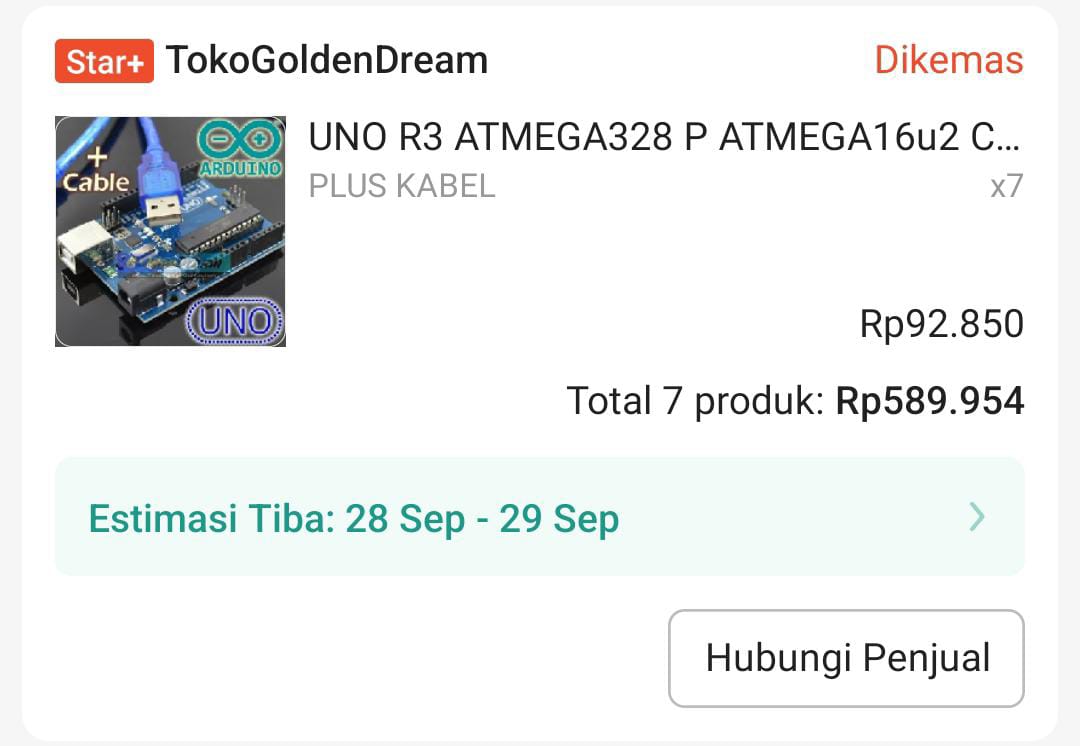 Star+ TokoGoldenDream Dikemas
+
Cable
ARDUINO
UNO
UNO R3 ATMEGA328 P ATMEGA16u2 C...
PLUS KABEL x7
Rp92.850
Total 7 produk: Rp589.954
Estimasi Tiba: 28 Sep - 29 Sep
Hubungi Penjual